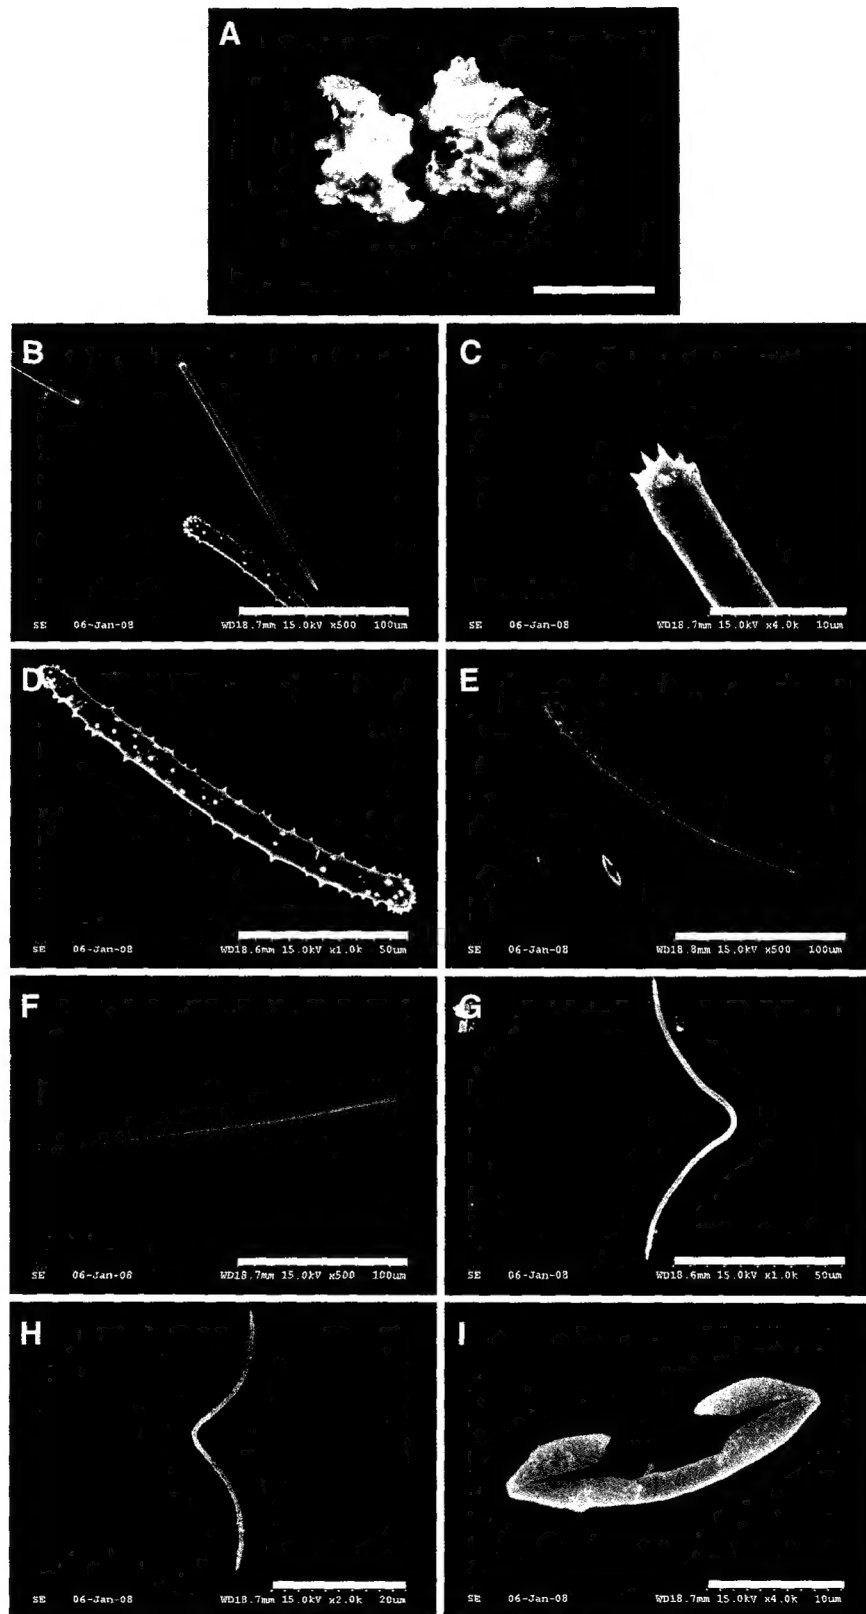 A
B
SE 06-Jan-08 WD18.7mm 15.0kV x500 100um
C
SE 06-Jan-08 WD18.7mm 15.0kV x4.0k 10um
D
SE 06-Jan-08 WD18.6mm 15.0kV x1.0k 50um
E
SE 06-Jan-08 WD18.8mm 15.0kV x500 100um
F
SE 06-Jan-08 WD18.7mm 15.0kV x500 100um
G
SE 06-Jan-08 WD18.6mm 15.0kV x1.0k 50um
H
SE 06-Jan-08 WD18.7mm 15.0kV x2.0k 20um
I
SE 06-Jan-08 WD18.7mm 15.0kV x4.0k 10um